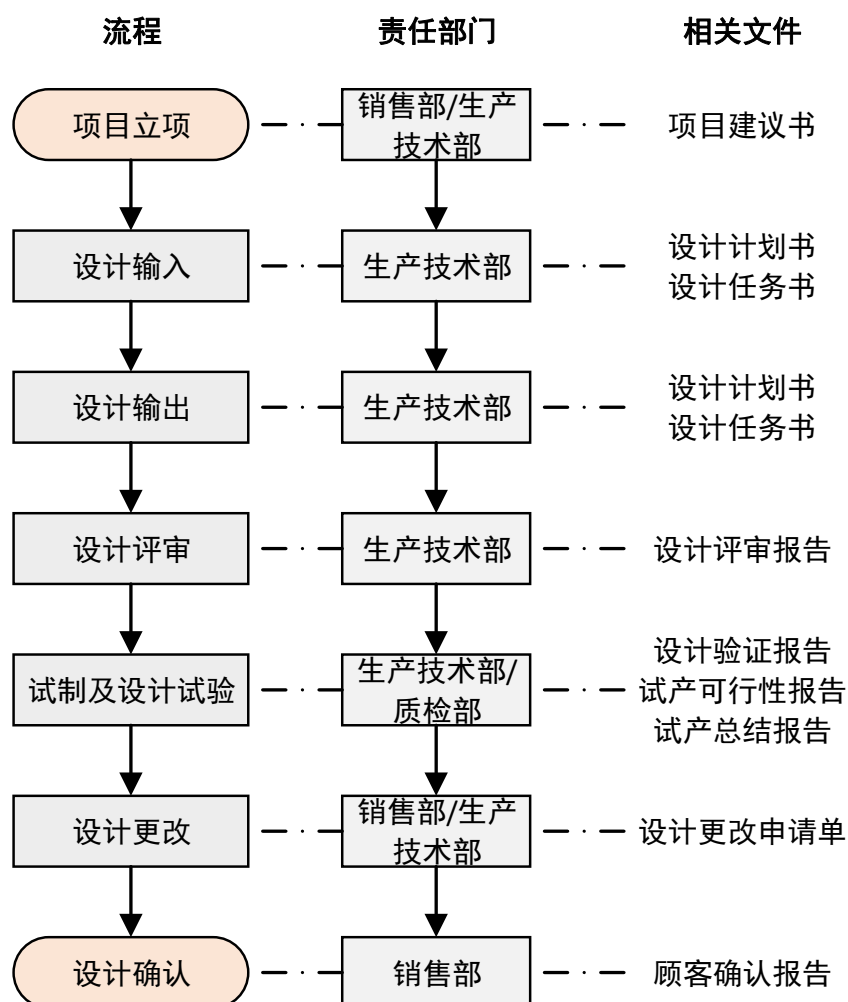 流程
责任部门
相关文件
项目立项
销售部/生产
技术部
项目建议书
设计输入
生产技术部
设计计划书
设计任务书
设计输出
生产技术部
设计计划书
设计任务书
设计评审
生产技术部
设计评审报告
试制及设计试验
生产技术部/
质检部
设计验证报告
试产可行性报告
试产总结报告
设计更改
销售部/生产
技术部
设计更改申请单
设计确认
销售部
顾客确认报告